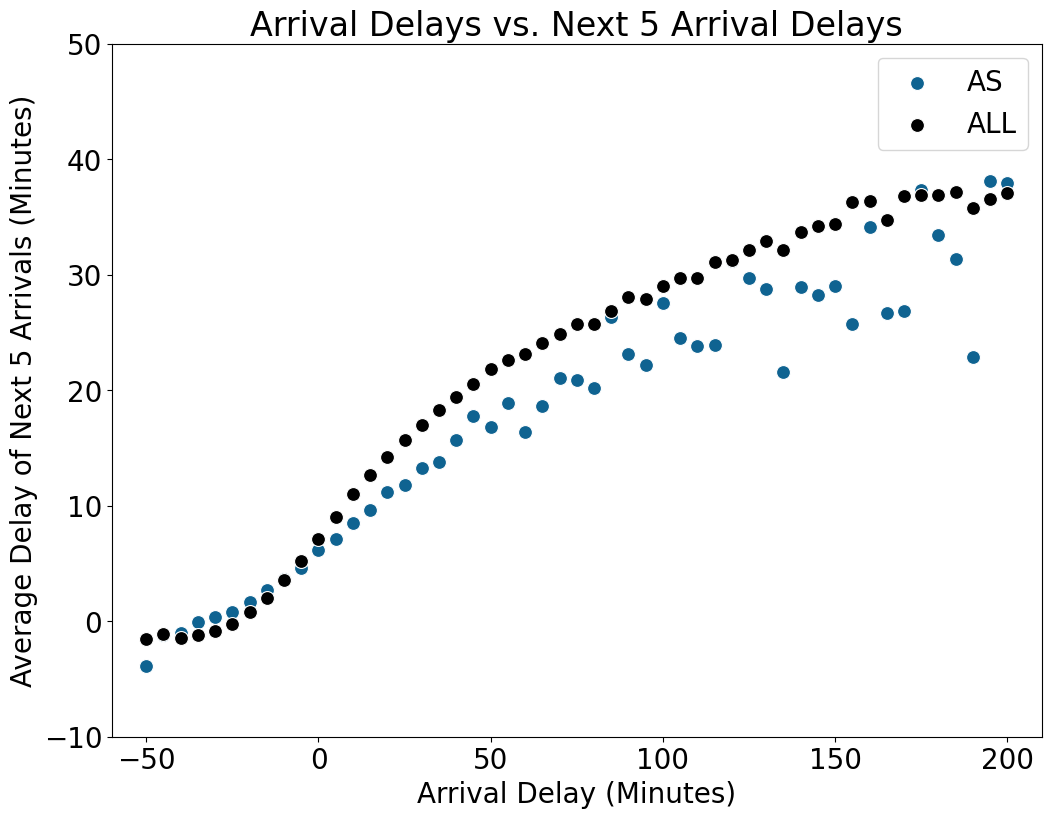 Arrival Delays vs. Next 5 Arrival Delays
AS
ALL
Average Delay of Next 5 Arrivals (Minutes)
50
40
30
20
10
0
−10
−50
0
50
100
150
200
Arrival Delay (Minutes)